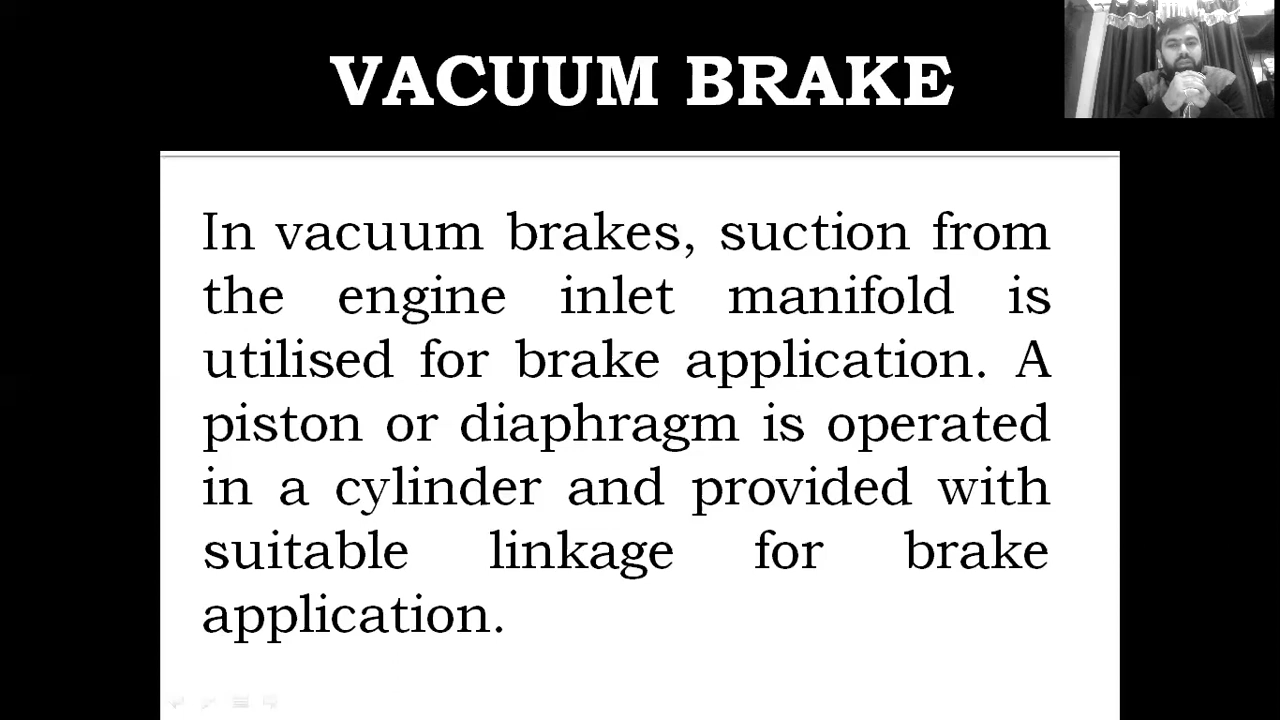 VACUUM BRAKE
In vacuum brakes, suction from
the engine inlet manifold is
utilised for brake application. A
piston or diaphragm is operated
in a cylinder and provided with
suitable linkage for brake
application.